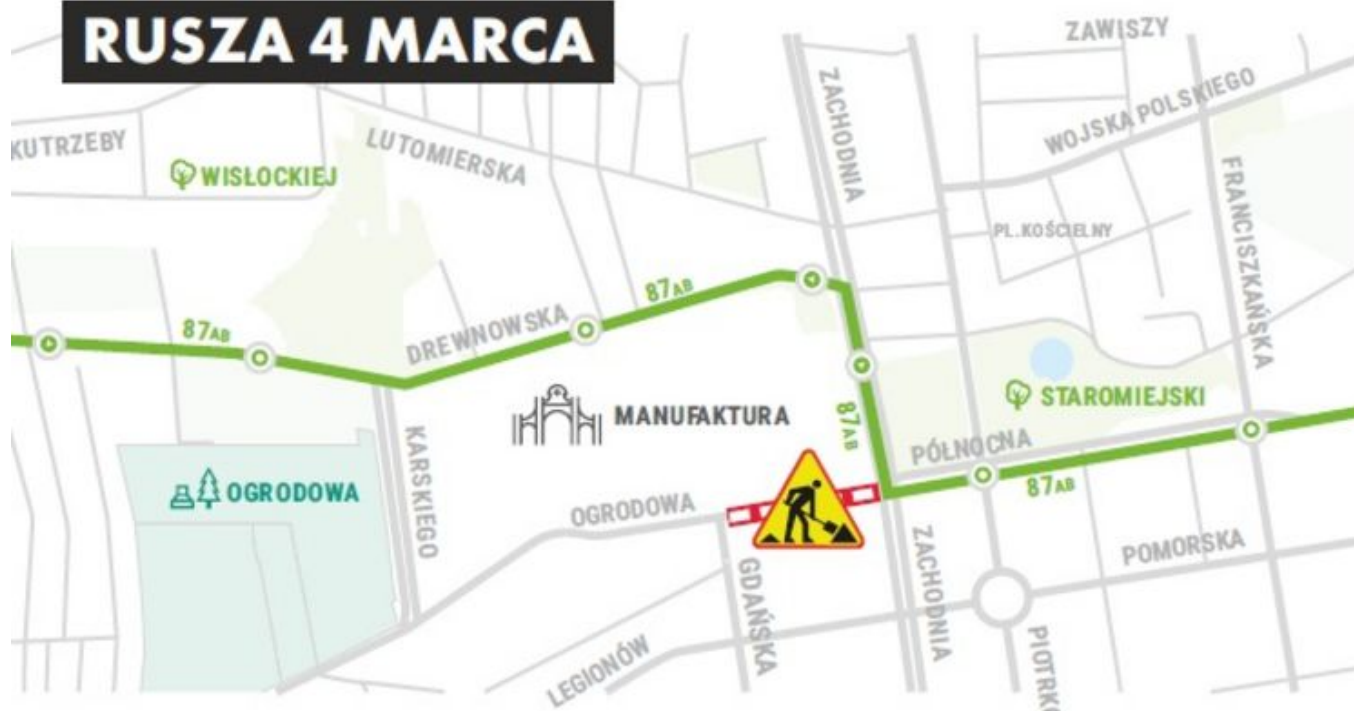 RUSZA 4 MARCA
ZAWISZY
WOJSKA POLSKIEGO
ZACHODNIA
KUTRZEBY
LUTOMIERSKA
WISŁOCKIEJ
FRANCISZKAŃSKA
PL.KOŚCIELNY
87AB
87AB
DREWNOWSKA
MANUFAKTURA
87AB
STAROMIEJSKI
PÓŁNOCNA
87AB
KARSKIEGO
OGRODOWA
OGRODOWA
ZACHODNIA
POMORSKA
GDAŃSKA
LEGIONÓW
PIOTRKO